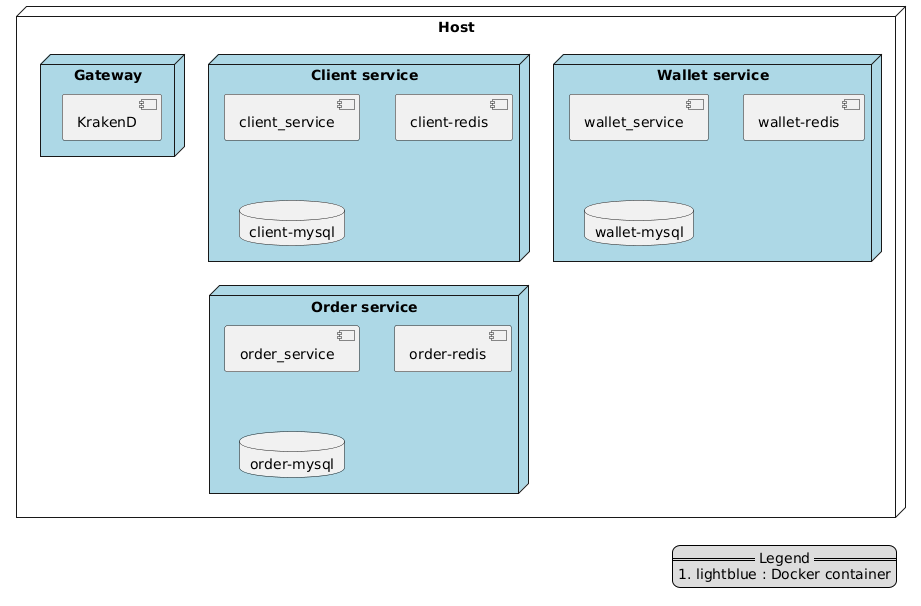 Host
Gateway
KrakenD
Client service
client_service
client-redis
client-mysql
Wallet service
wallet_service
wallet-redis
wallet-mysql
Order service
order_service
order-redis
order-mysql
Legend
1. lightblue : Docker container